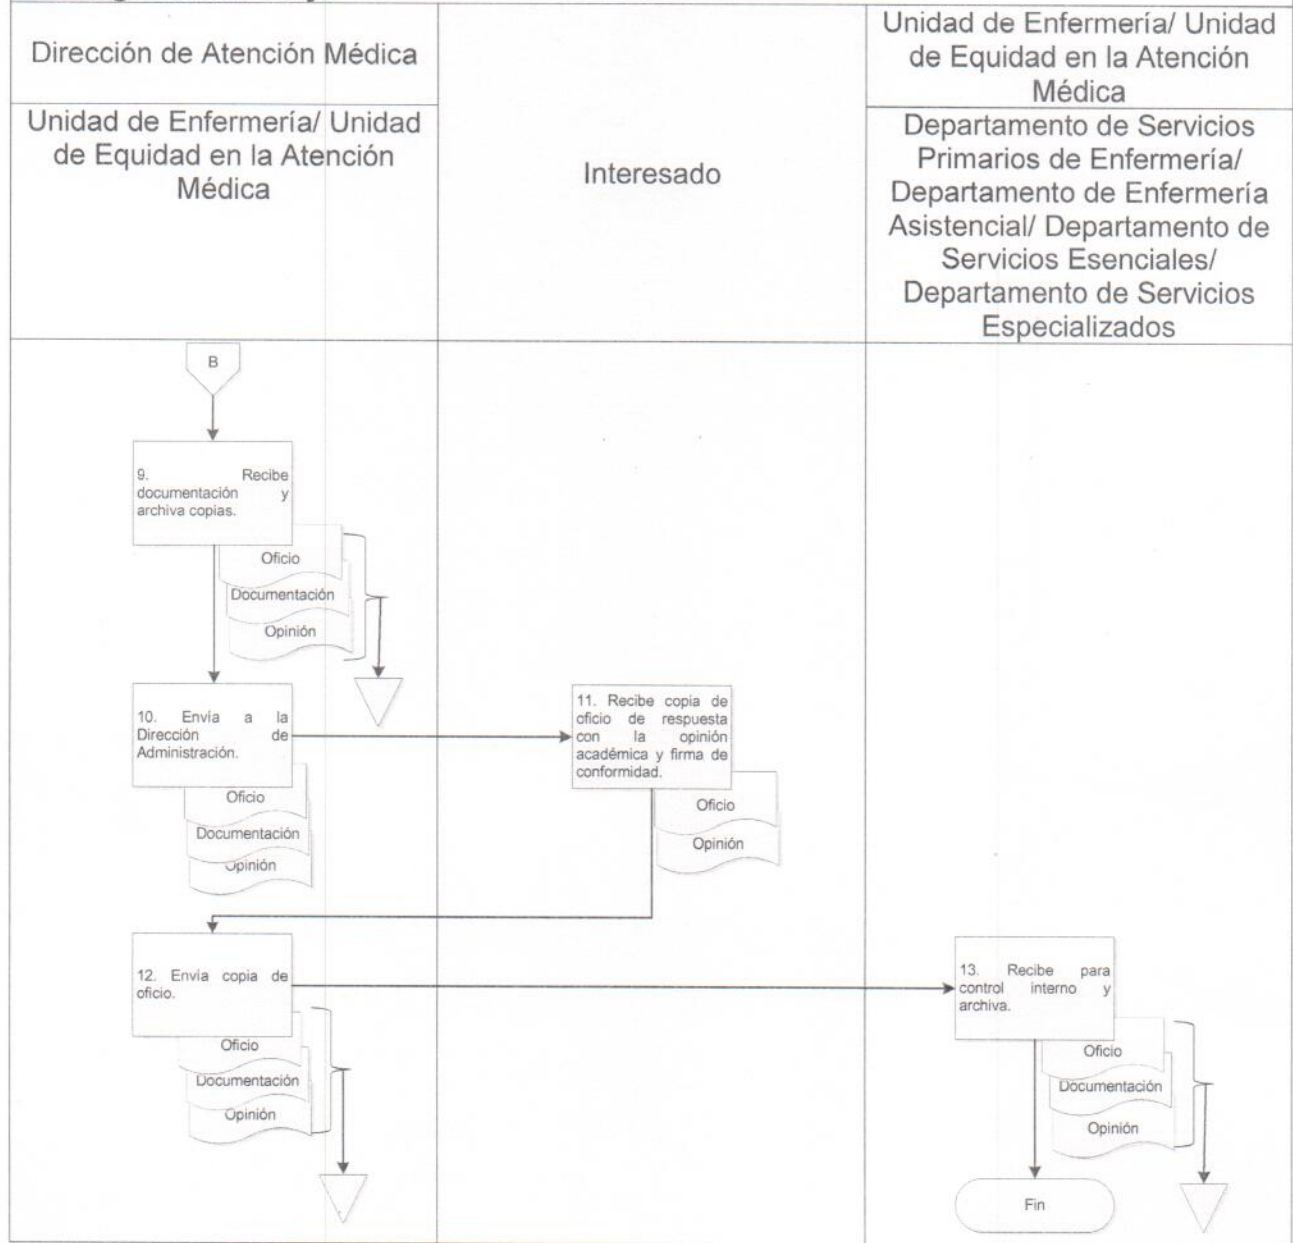 Dirección de Atención Médica
Unidad de Enfermería/ Unidad
de Equidad en la Atención
Médica
Interesado
Unidad de Enfermería/ Unidad
de Equidad en la Atención
Médica
Departamento de Servicios
Primarios de Enfermería/
Departamento de Enfermería
Asistencial/ Departamento de
Servicios Esenciales/
Departamento de Servicios
Especializados
B
9. Recibe
documentación y
archiva copias.
Oficio
Documentación
Opinión
10. Envía a la
Dirección de
Administración.
Oficio
Documentación
Opinión
11. Recibe copia de
oficio de respuesta
con la opinión
académica y firma de
conformidad.
Oficio
Opinión
12. Envía copia de
oficio.
Oficio
Documentación
Opinión
13. Recibe para
control interno y
archiva.
Oficio
Documentación
Opinión
Fin